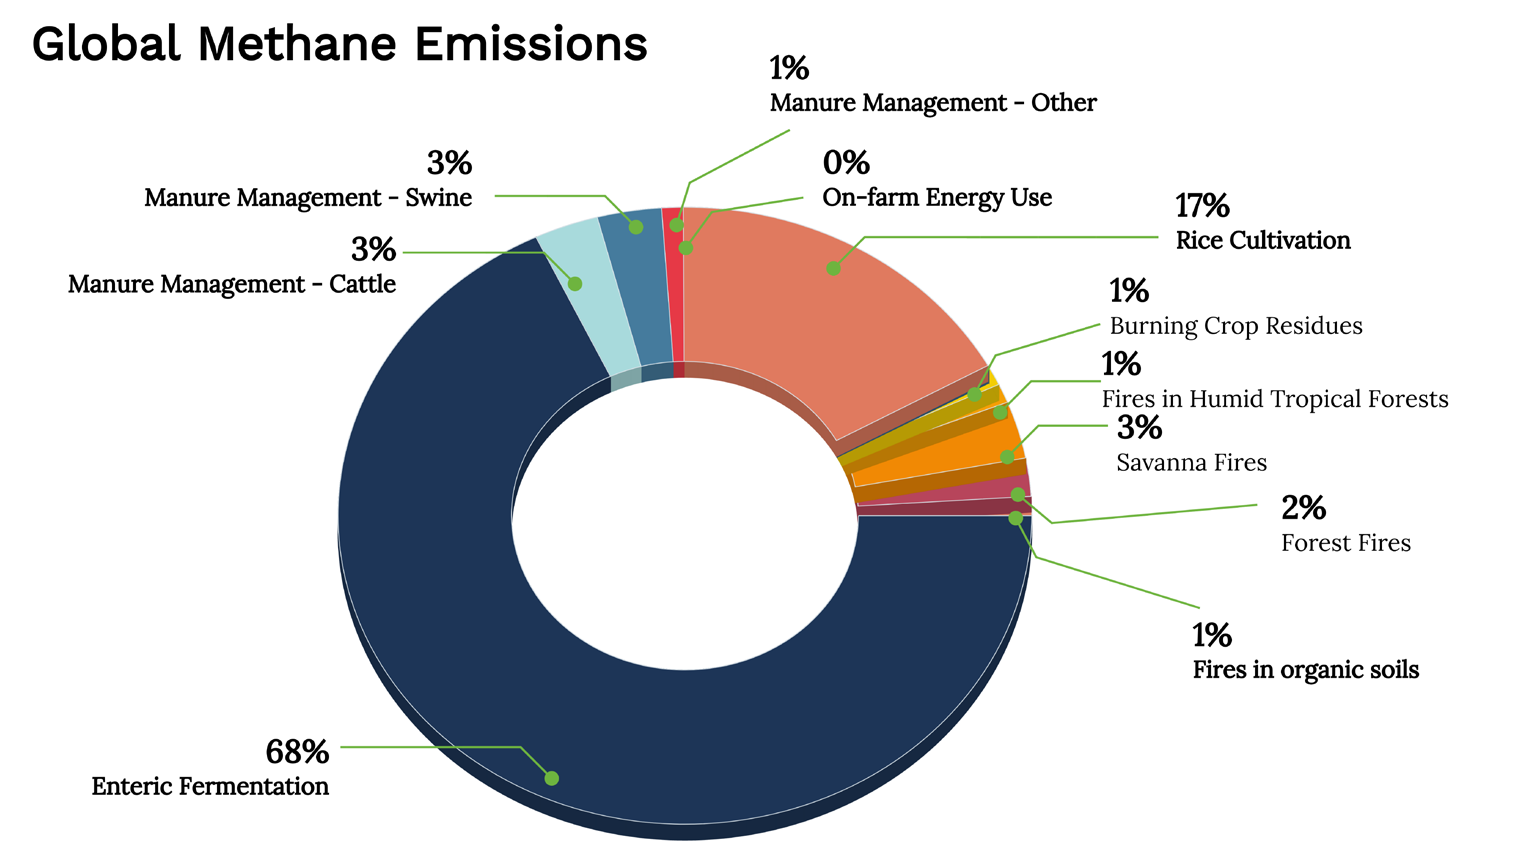 Global Methane Emissions
1%
Manure Management - Other
3%
Manure Management - Swine
0%
On-farm Energy Use
17%
Rice Cultivation
3%
Manure Management - Cattle
1%
Burning Crop Residues
1%
Fires in Humid Tropical Forests
3%
Savanna Fires
2%
Forest Fires
1%
Fires in organic soils
68%
Enteric Fermentation